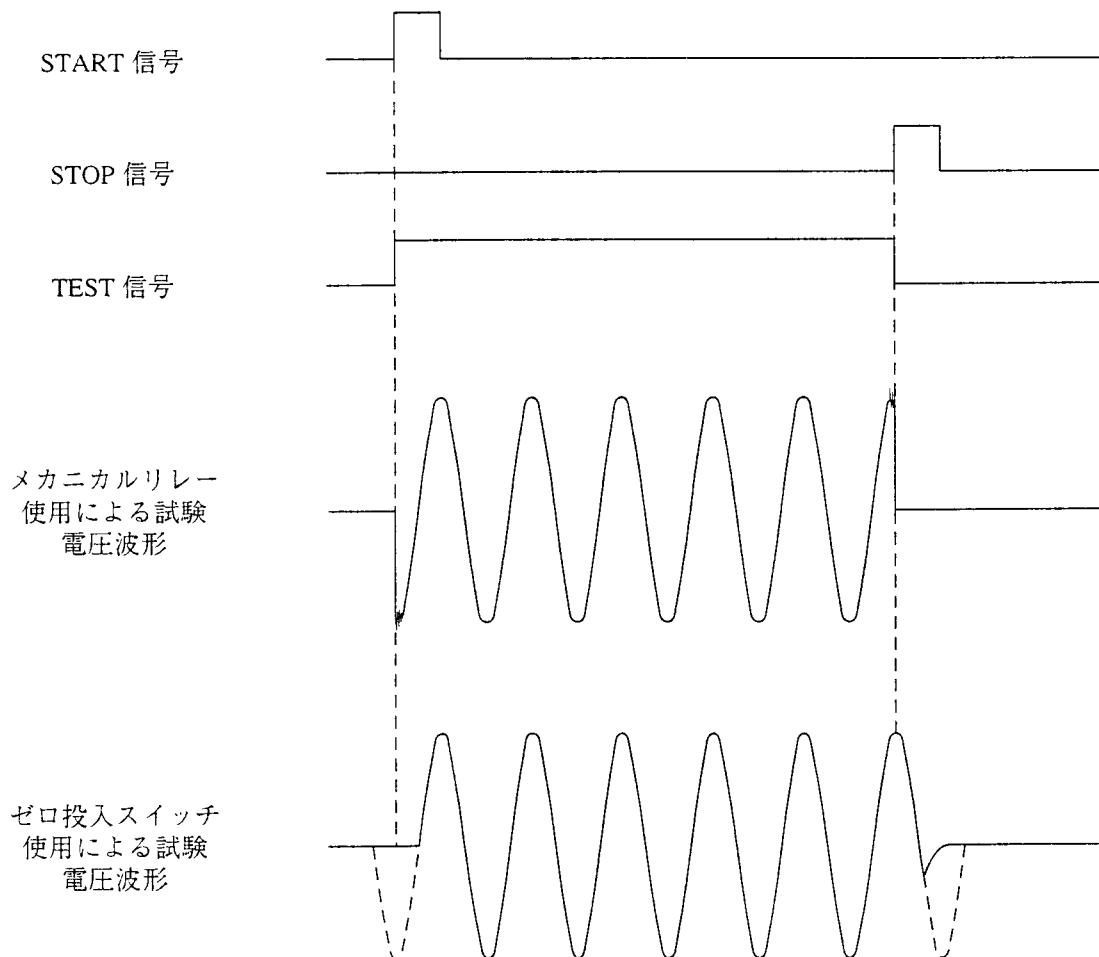 START 信号
STOP 信号
TEST 信号
メカニカルリレー
使用による試験
電圧波形
ゼロ投入スイッチ
使用による試験
電圧波形